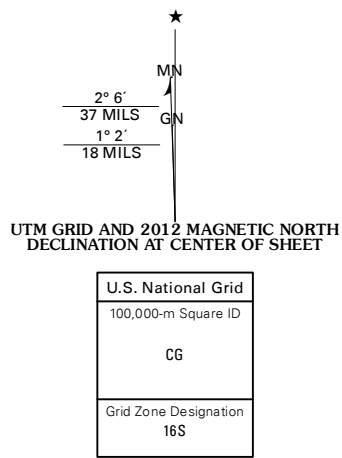 ★
MN
2° 6´
37 MILS
GN
1° 2´
18 MILS
UTM GRID AND 2012 MAGNETIC NORTH
DECLINATION AT CENTER OF SHEET
U.S. National Grid
100,000-m Square ID
CG
Grid Zone Designation
16S